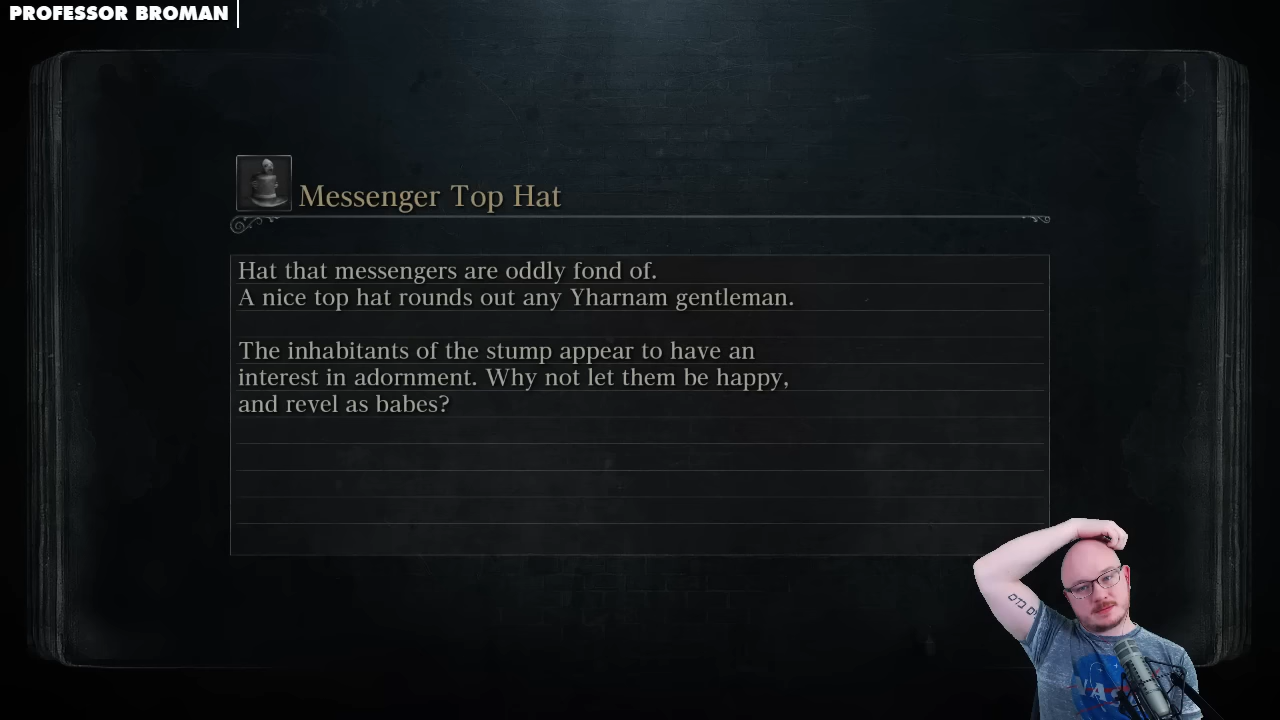 PROFESSOR BROMAN
Messenger Top Hat
Hat that messengers are oddly fond of.
A nice top hat rounds out any Yharnam gentleman.
The inhabitants of the stump appear to have an
interest in adornment. Why not let them be happy,
and revel as babes?
NAS